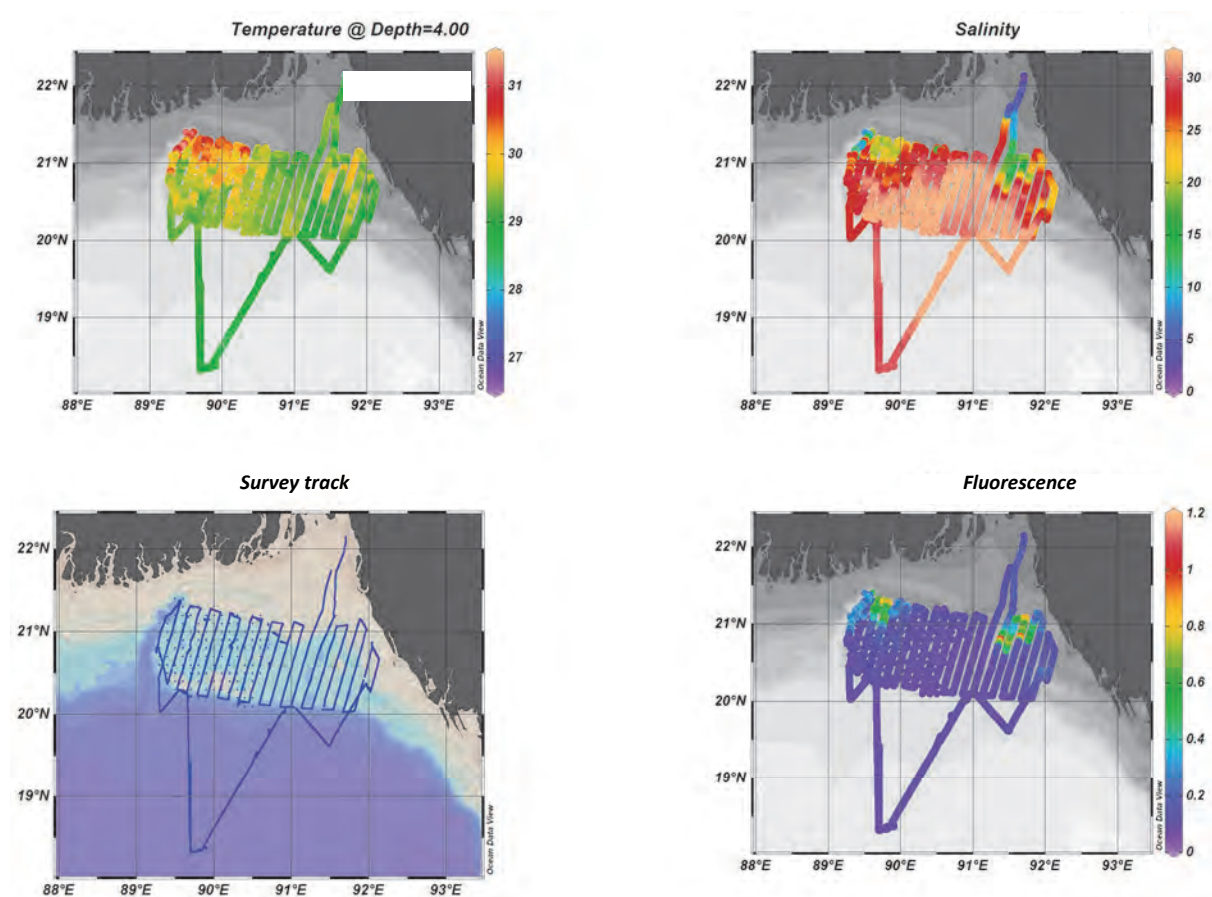 Temperature @ Depth=4.00
22°N
21°N
20°N
19°N
88°E 89°E 90°E 91°E 92°E 93°E
31
30
29
28
27
Ocean Data View
Salinity
22°N
21°N
20°N
19°N
88°E 89°E 90°E 91°E 92°E 93°E
30
25
20
15
10
5
0
Ocean Data View
Survey track
22°N
21°N
20°N
19°N
88°E 89°E 90°E 91°E 92°E 93°E
Ocean Data View
Fluorescence
22°N
21°N
20°N
19°N
88°E 89°E 90°E 91°E 92°E 93°E
1.2
1
0.8
0.6
0.4
0.2
0
Ocean Data View